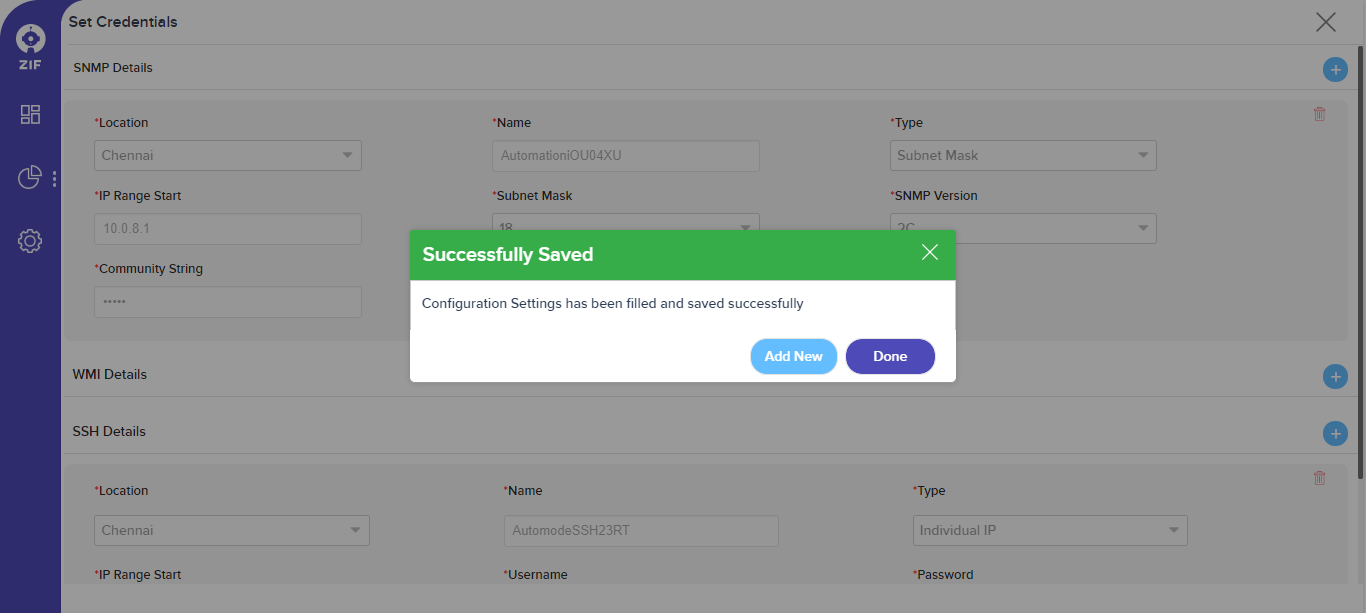 Set Credentials
ZIF
SNMP Details
*Location *Name *Type
Chennai AutomationiOU04XU Subnet Mask
*IP Range Start *Subnet Mask *SNMP Version
10.0.8.1 18 2C
Successfully Saved
*Community String
•••••
Configuration Settings has been filled and saved successfully
Add New Done
WMI Details
SSH Details
*Location *Name *Type
Chennai AutomodeSSH23RT Individual IP
*IP Range Start *Username *Password